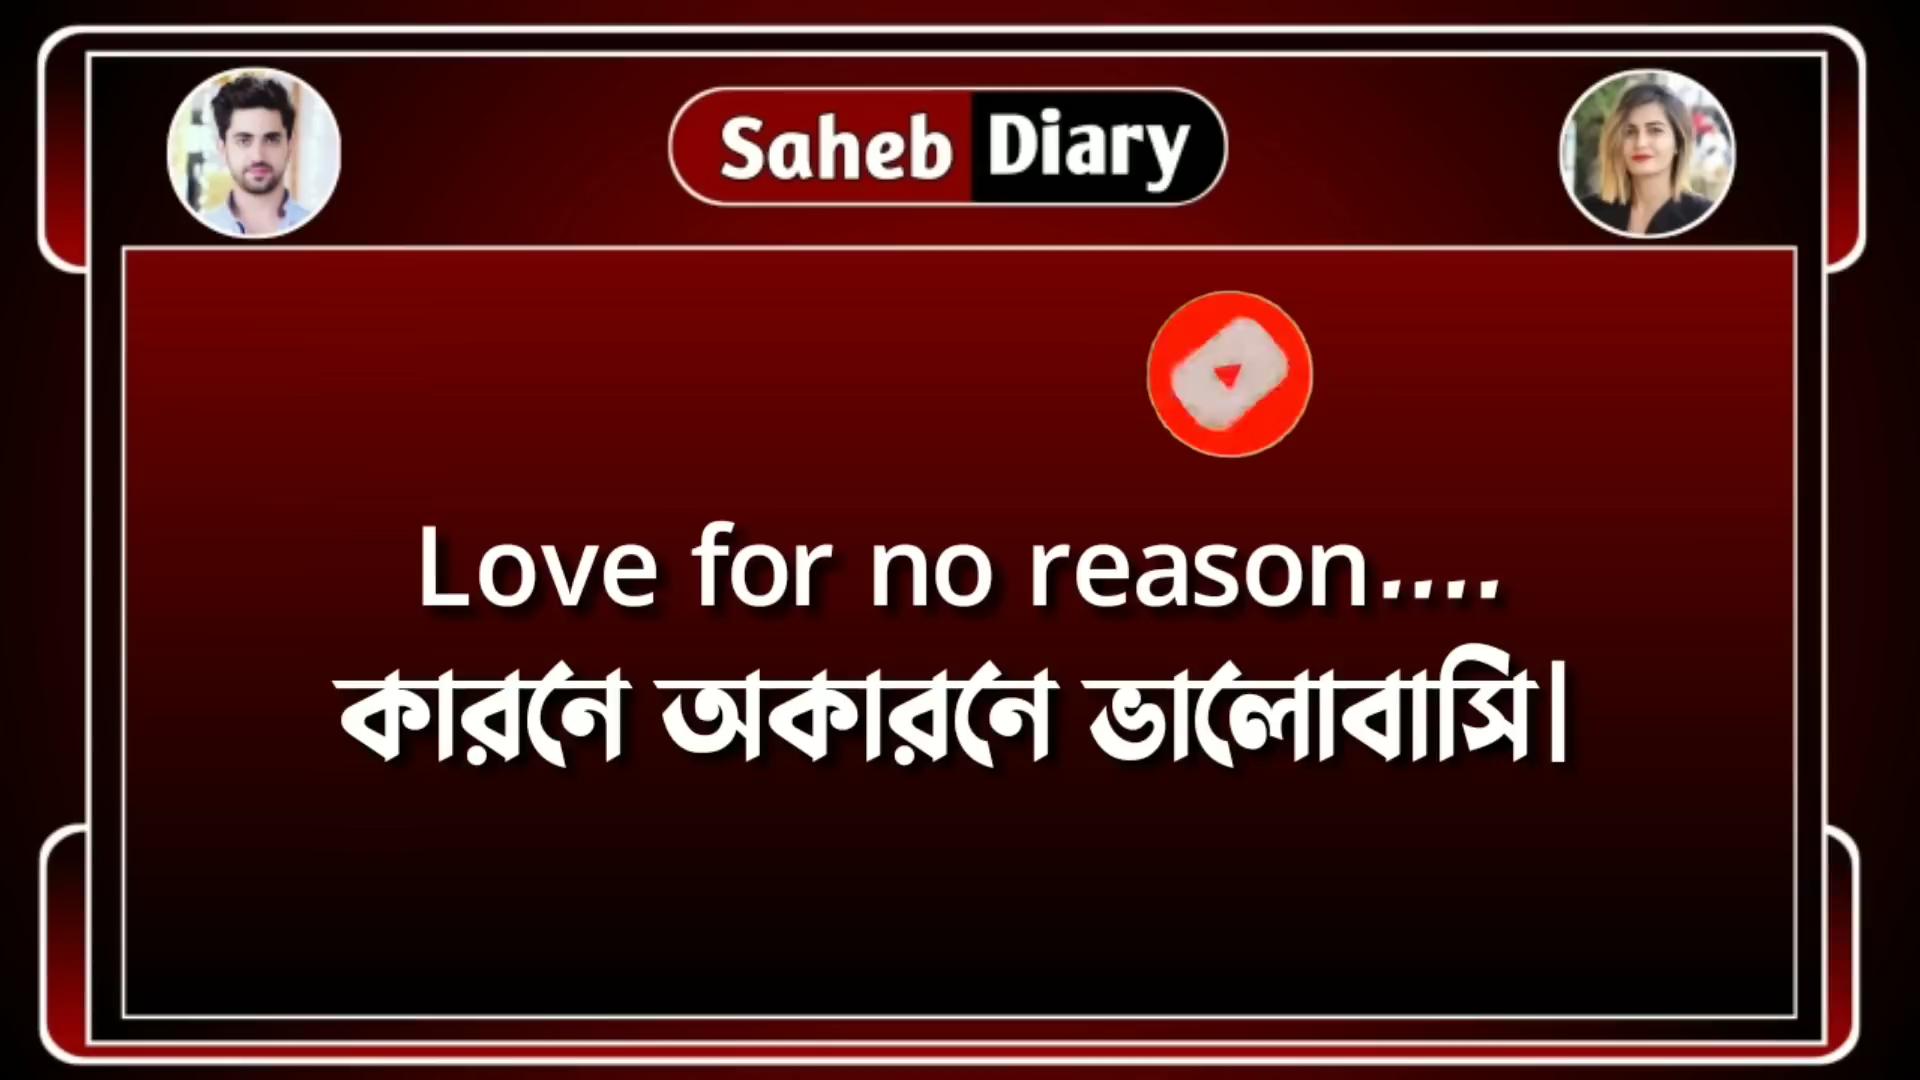 Saheb Diary
Love for no reason....
কারনে অকারনে ভালোবাসি।